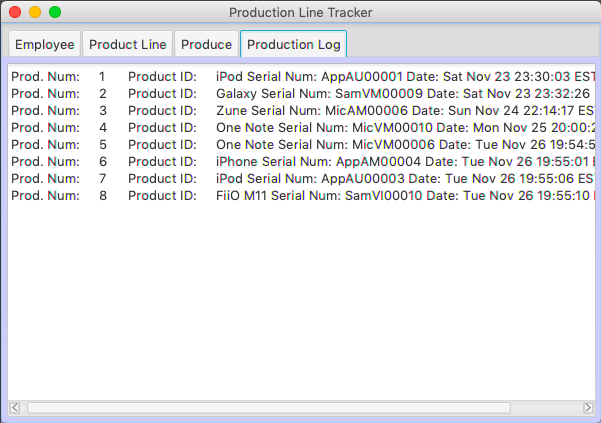 Production Line Tracker
Employee Product Line Produce Production Log
Prod. Num: 1 Product ID: iPod Serial Num: AppAU00001 Date: Sat Nov 23 23:30:03 EST
Prod. Num: 2 Product ID: Galaxy Serial Num: SamVM00009 Date: Sat Nov 23 23:32:26
Prod. Num: 3 Product ID: Zune Serial Num: MicAM00006 Date: Sun Nov 24 22:14:17 EST
Prod. Num: 4 Product ID: One Note Serial Num: MicVM00010 Date: Mon Nov 25 20:00:2
Prod. Num: 5 Product ID: One Note Serial Num: MicVM00006 Date: Tue Nov 26 19:54:5
Prod. Num: 6 Product ID: iPhone Serial Num: AppAM00004 Date: Tue Nov 26 19:55:01 E
Prod. Num: 7 Product ID: iPod Serial Num: AppAU00003 Date: Tue Nov 26 19:55:06 EST
Prod. Num: 8 Product ID: FiiO M11 Serial Num: SamVI00010 Date: Tue Nov 26 19:55:10